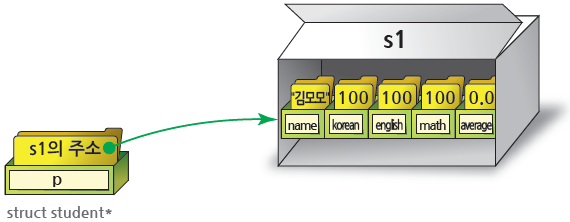 s1
"김모모" 100 100 100 0.0
name korean english math average
s1의 주소
p
struct student*